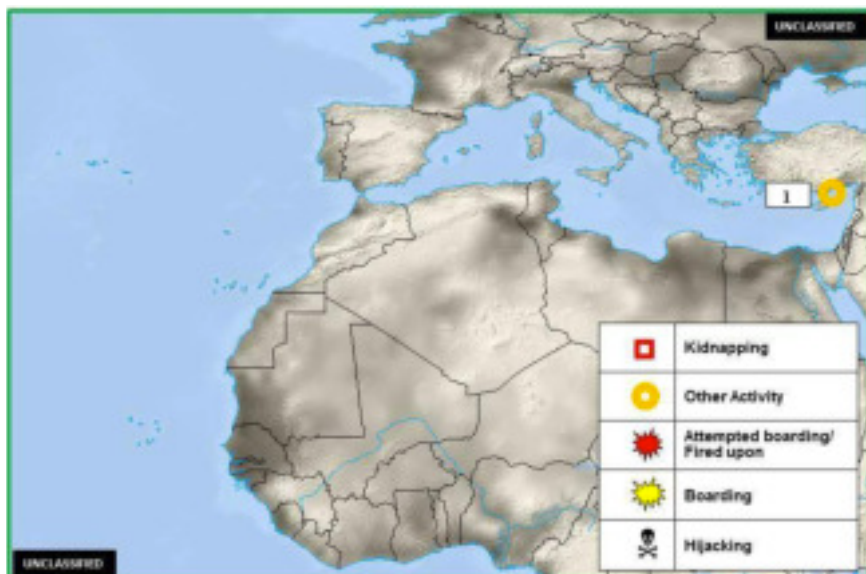 UNCLASSIFIED
1
Kidnapping
Other Activity
Attempted boarding/
Fired upon
Boarding
Hijacking
UNCLASSIFIED